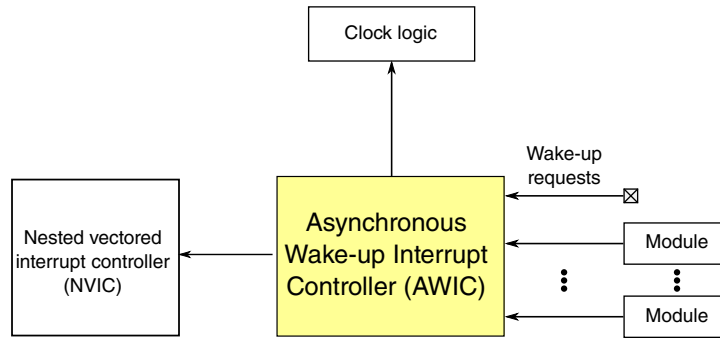 Clock logic
Wake-up
requests
Nested vectored
interrupt controller
(NVIC)
Asynchronous
Wake-up Interrupt
Controller (AWIC)
Module
Module